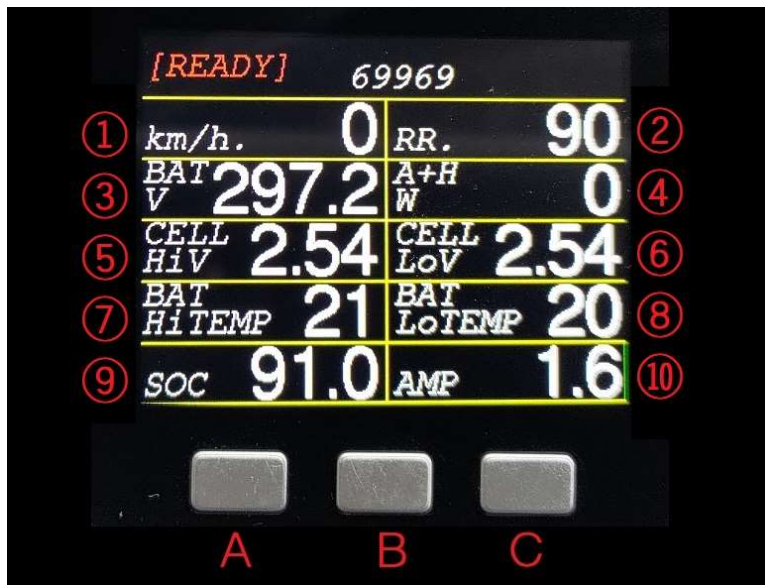 [READY] 69969
① km/h. 0 RR. 90 ②
③ BAT V 297.2 A+H W 0 ④
⑤ CELL HiV 2.54 CELL LoV 2.54 ⑥
⑦ BAT HiTEMP 21 BAT LoTEMP 20 ⑧
⑨ SOC 91.0 AMP 1.6 ⑩
A B C